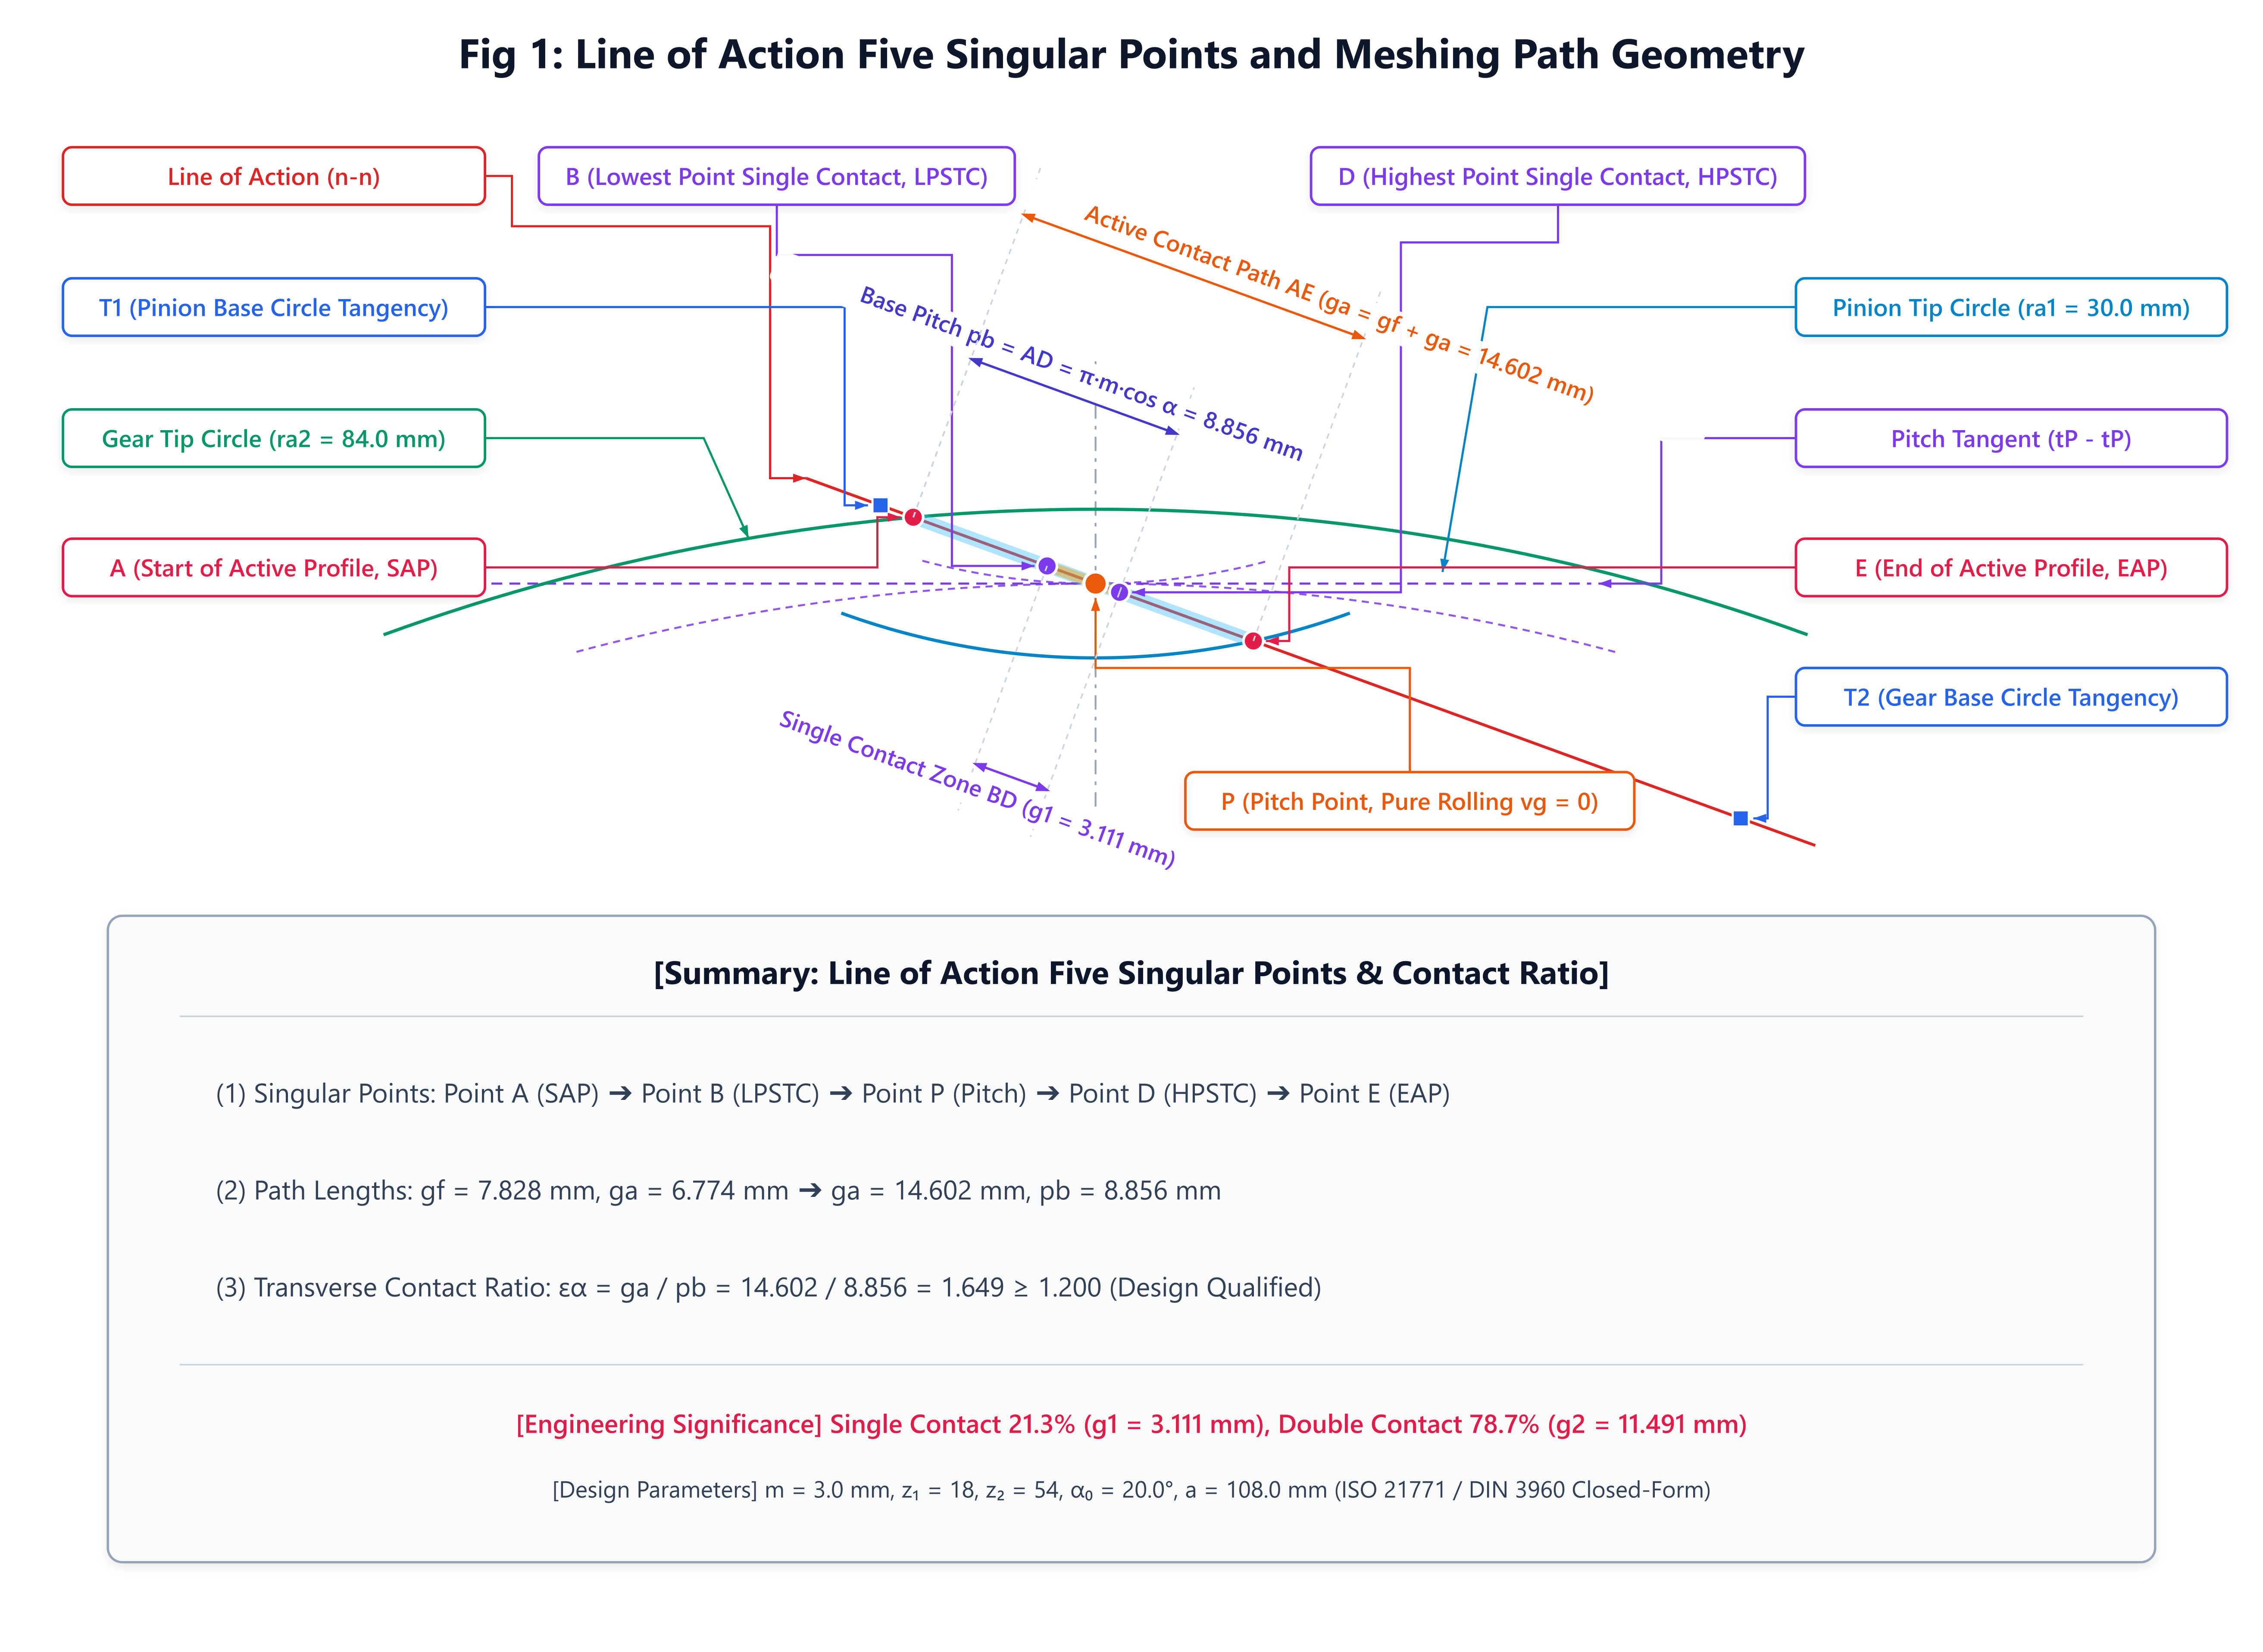 Fig 1: Line of Action Five Singular Points and Meshing Path Geometry
Line of Action (n-n)
B (Lowest Point Single Contact, LPSTC)
D (Highest Point Single Contact, HPSTC)
Active Contact Path AE (ga = gf + ga = 14.602 mm)
T1 (Pinion Base Circle Tangency)
Base Pitch pb = AD = π·m·cos α = 8.856 mm
Pinion Tip Circle (ra1 = 30.0 mm)
Gear Tip Circle (ra2 = 84.0 mm)
Pitch Tangent (tP - tP)
A (Start of Active Profile, SAP)
E (End of Active Profile, EAP)
T2 (Gear Base Circle Tangency)
Single Contact Zone BD (g1 = 3.111 mm)
P (Pitch Point, Pure Rolling vg = 0)
[Summary: Line of Action Five Singular Points & Contact Ratio]
(1) Singular Points: Point A (SAP) ➔ Point B (LPSTC) ➔ Point P (Pitch) ➔ Point D (HPSTC) ➔ Point E (EAP)
(2) Path Lengths: gf = 7.828 mm, ga = 6.774 mm ➔ ga = 14.602 mm, pb = 8.856 mm
(3) Transverse Contact Ratio: εα = ga / pb = 14.602 / 8.856 = 1.649 ≥ 1.200 (Design Qualified)
[Engineering Significance] Single Contact 21.3% (g1 = 3.111 mm), Double Contact 78.7% (g2 = 11.491 mm)
[Design Parameters] m = 3.0 mm, z₁ = 18, z₂ = 54, α₀ = 20.0°, a = 108.0 mm (ISO 21771 / DIN 3960 Closed-Form)